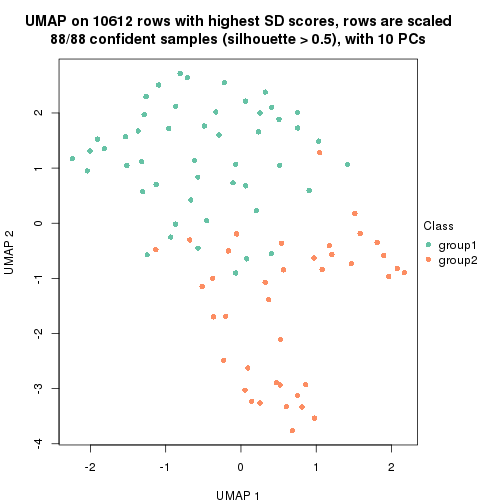 UMAP on 10612 rows with highest SD scores, rows are scaled
88/88 confident samples (silhouette > 0.5), with 10 PCs
2
1
0
-1
-2
-3
-4
UMAP 2
-2 -1 0 1 2
UMAP 1
Class
group1
group2